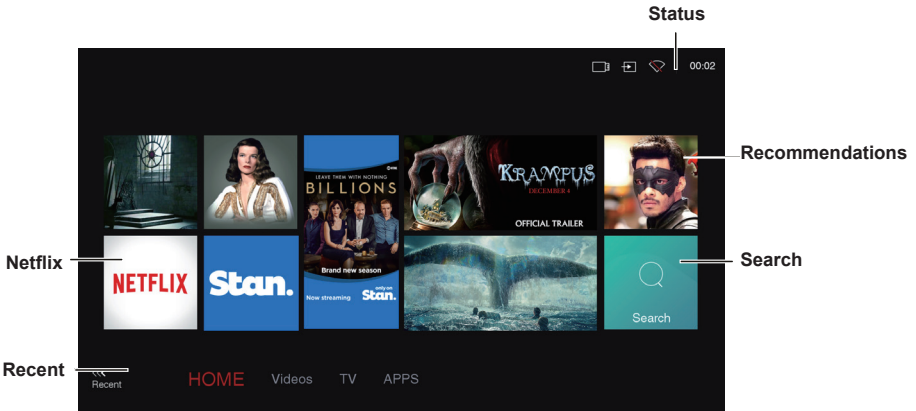 Status
00:02
LEAVE THEM WITH NOTHING
BILLIONS
KRAMPUS
DECEMBER 4
OFFICIAL TRAILER
Recommendations
Netflix
NETFLIX
Stan.
Brand new season
Now streaming
only on
Stan.
Search
Search
Recent
Recent
HOME
Videos
TV
APPS